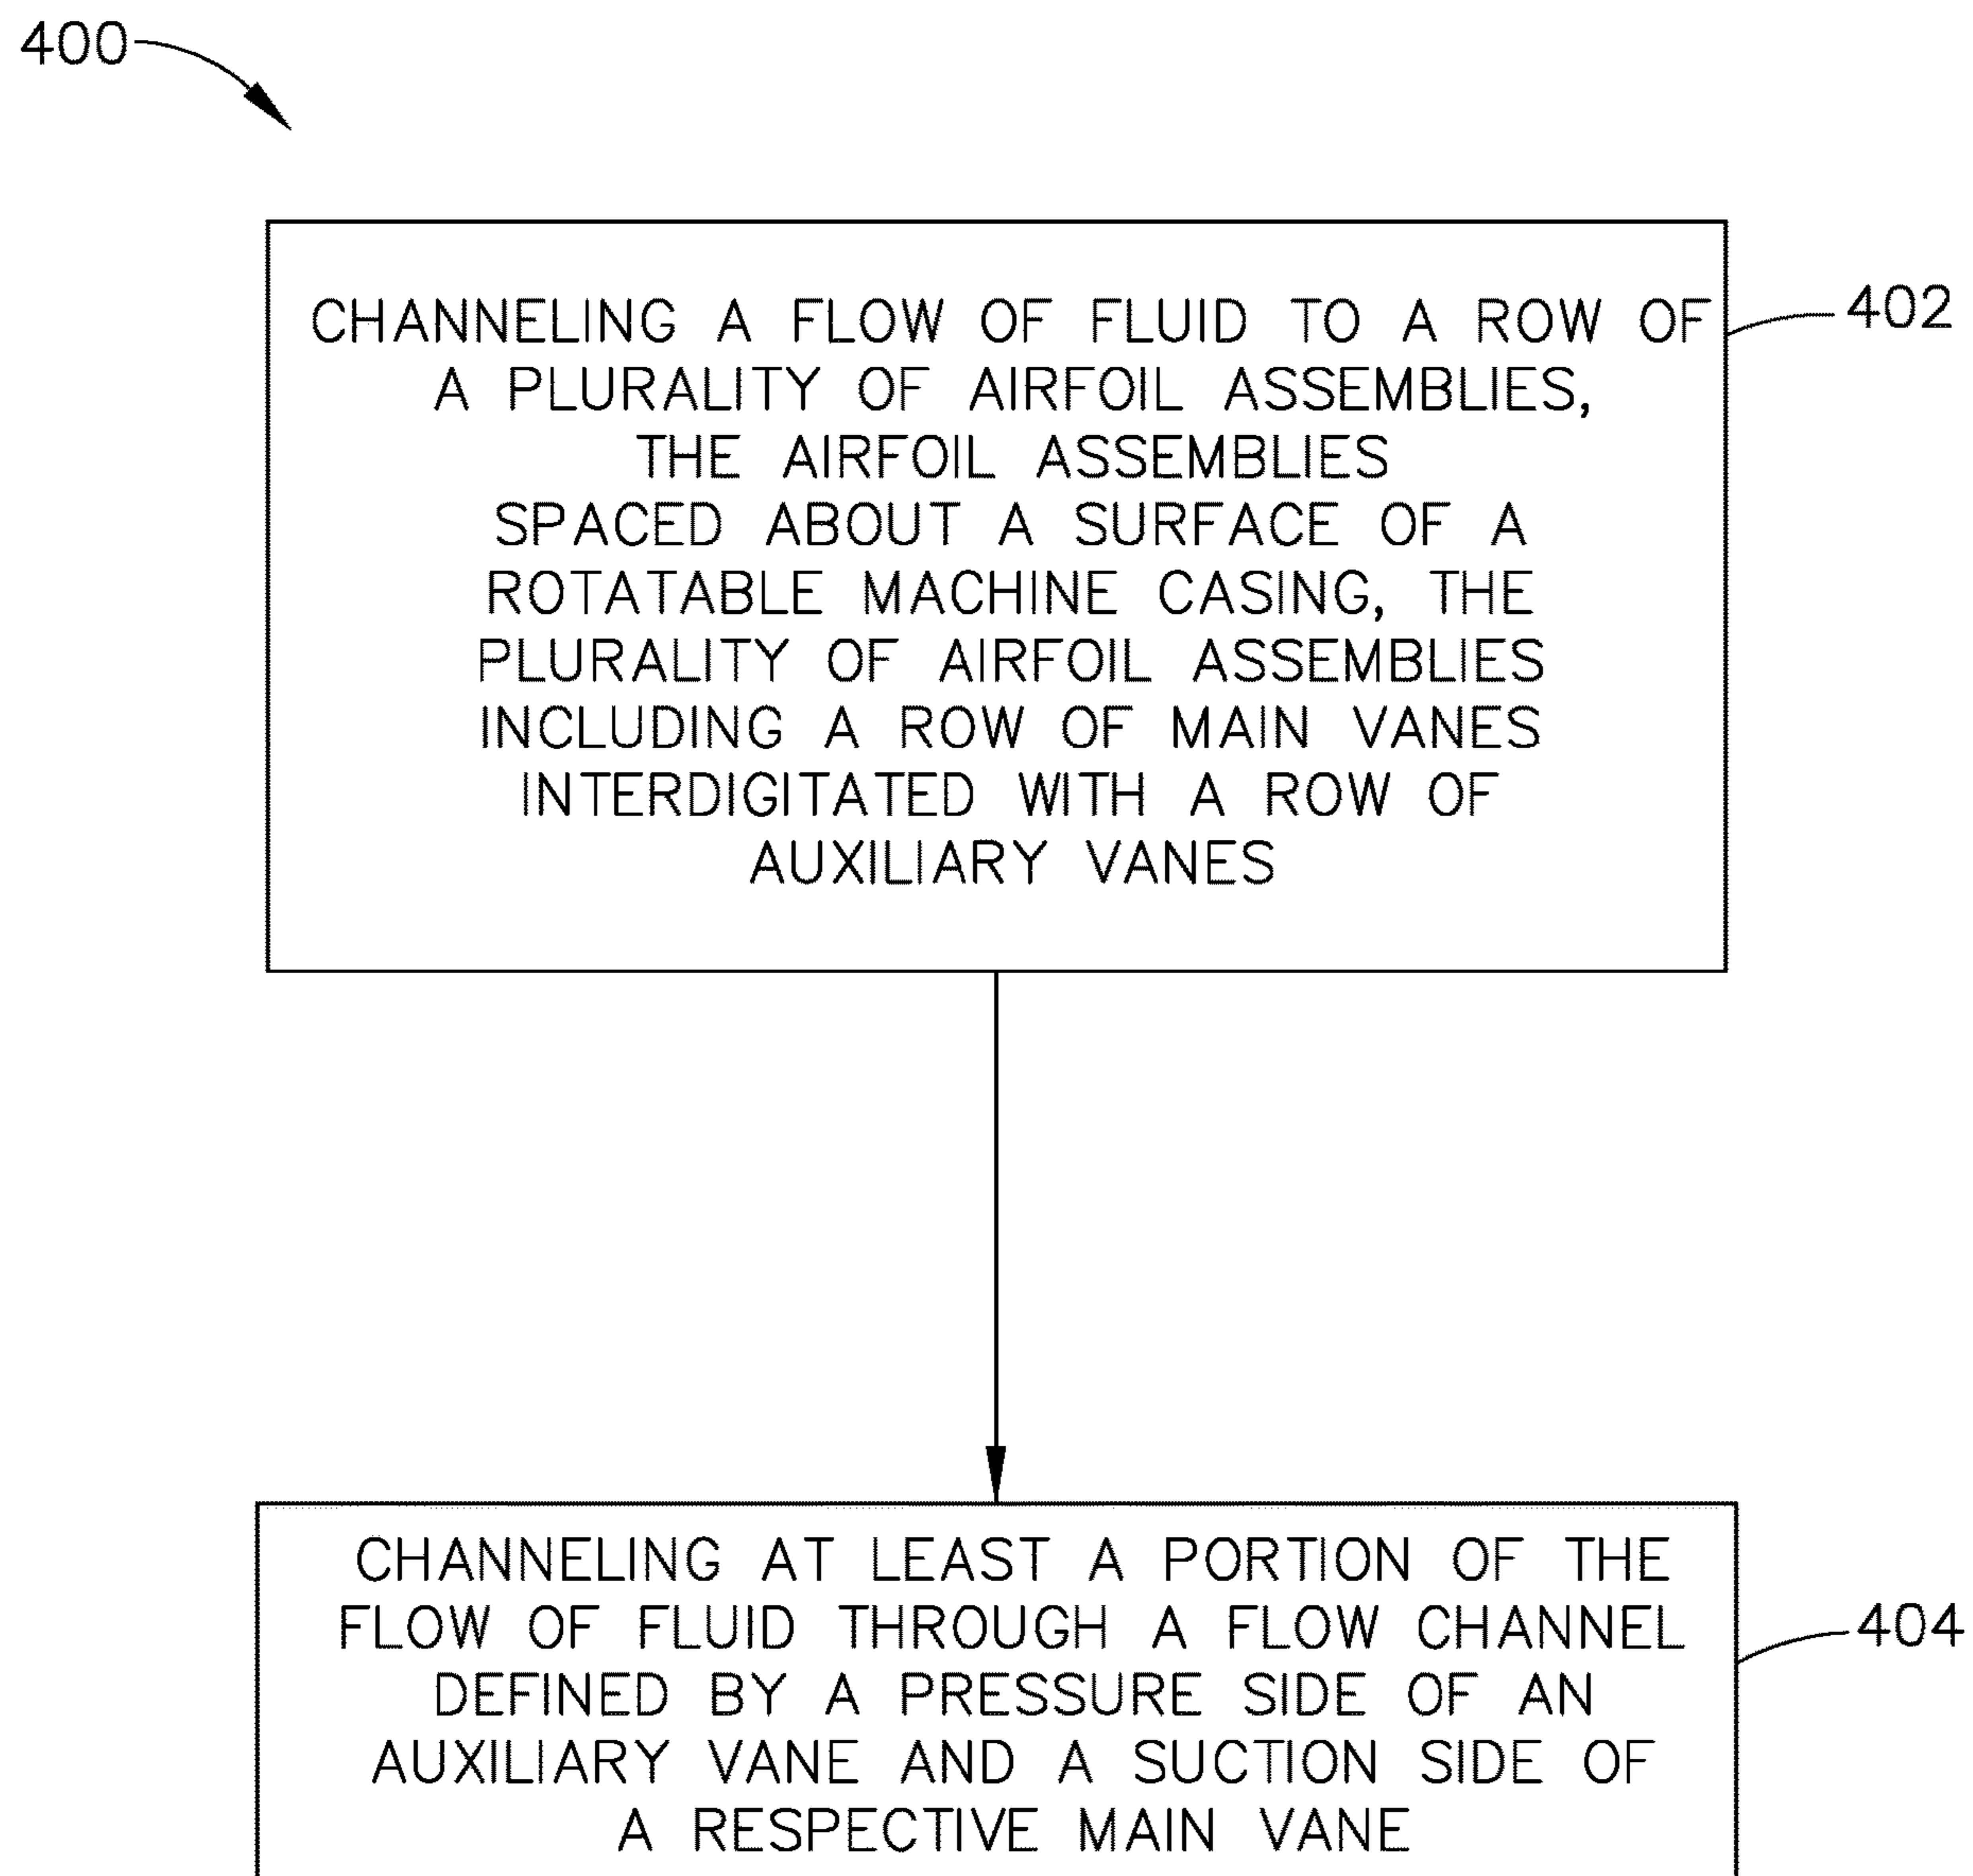 400
CHANNELING A FLOW OF FLUID TO A ROW OF
A PLURALITY OF AIRFOIL ASSEMBLIES,
THE AIRFOIL ASSEMBLIES
SPACED ABOUT A SURFACE OF A
ROTATABLE MACHINE CASING, THE
PLURALITY OF AIRFOIL ASSEMBLIES
INCLUDING A ROW OF MAIN VANES
INTERDIGITATED WITH A ROW OF
AUXILIARY VANES
402
CHANNELING AT LEAST A PORTION OF THE
FLOW OF FLUID THROUGH A FLOW CHANNEL
DEFINED BY A PRESSURE SIDE OF AN
AUXILIARY VANE AND A SUCTION SIDE OF
A RESPECTIVE MAIN VANE
404